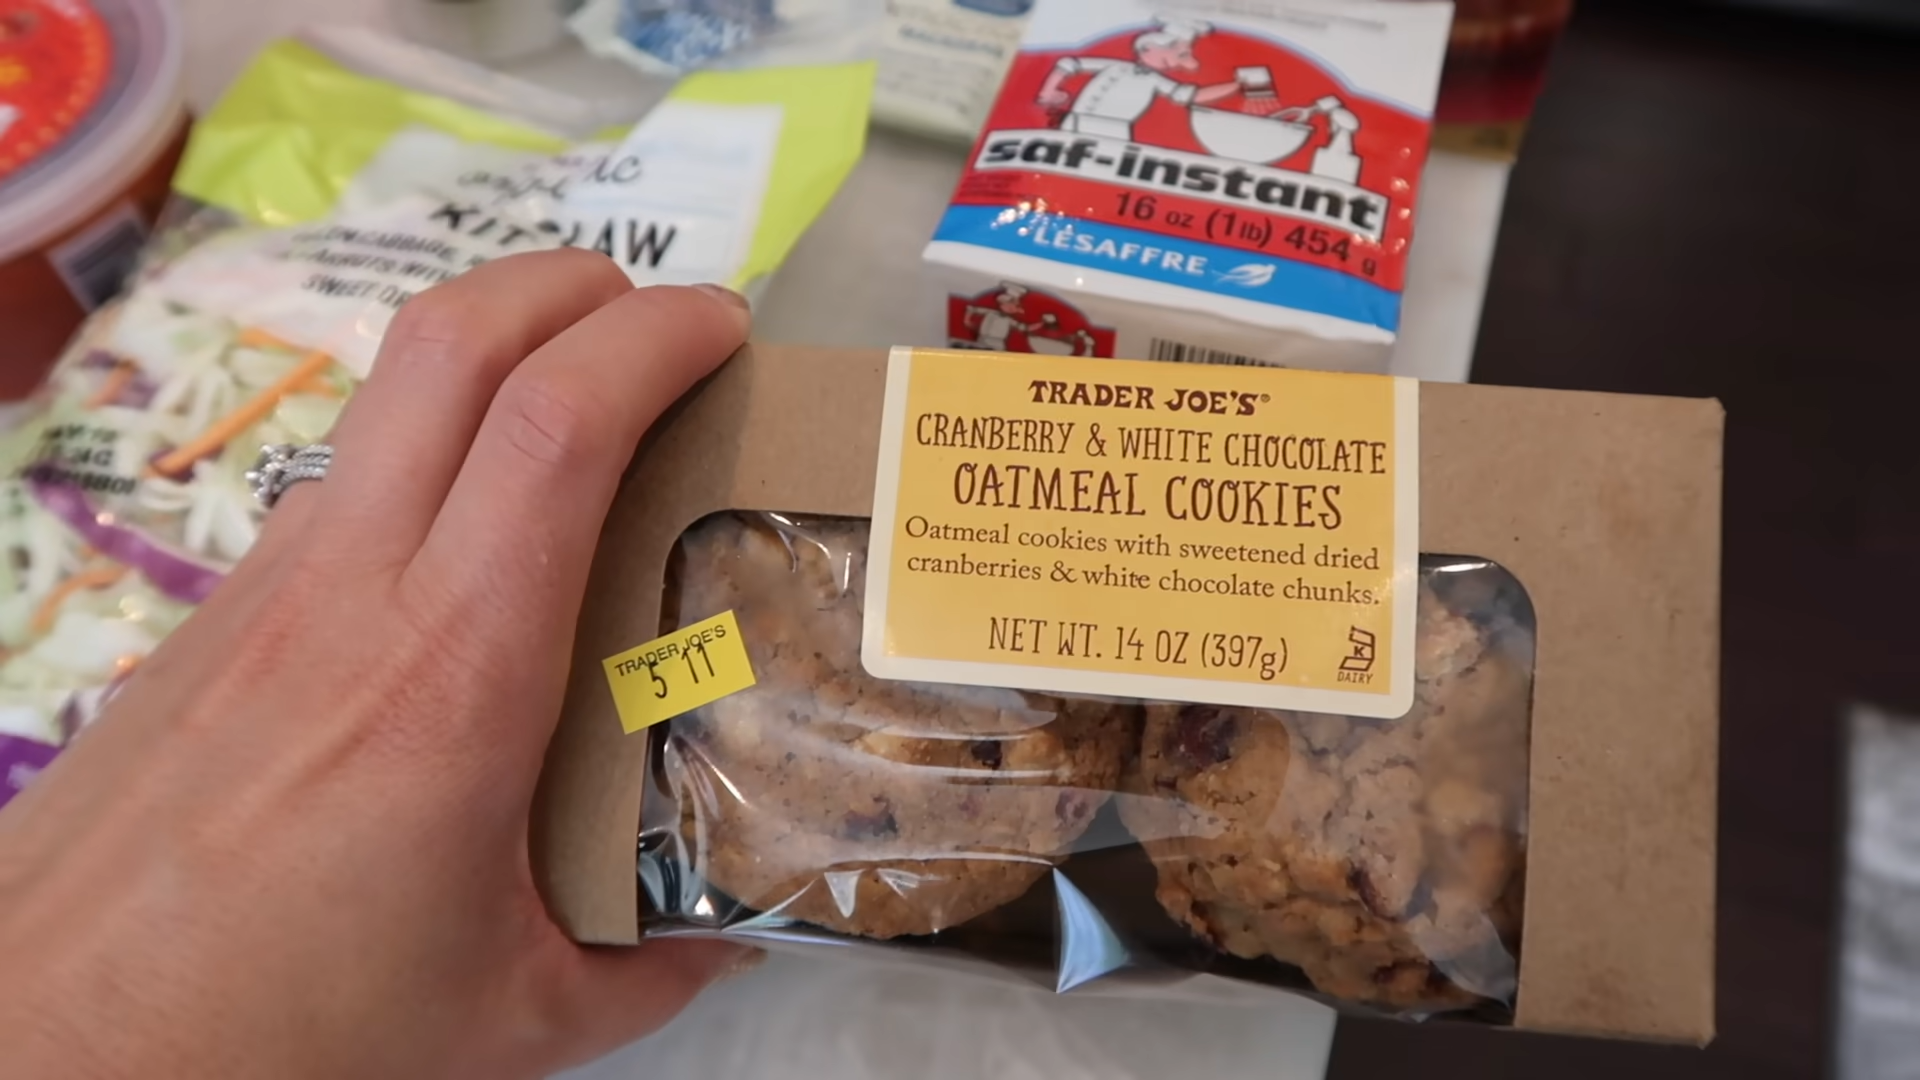 saf-instant
16 oz (1 lb) 454 g
LESAFFRE
KIT
SLAW
TRADER JOE'S®
CRANBERRY & WHITE CHOCOLATE
OATMEAL COOKIES
Oatmeal cookies with sweetened dried
cranberries & white chocolate chunks.
NET WT. 14 OZ (397g)
K
DAIRY
TRADER JOE'S
5 11